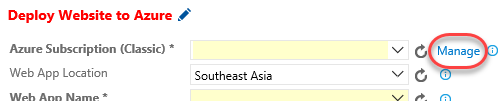 Deploy Website to Azure
Azure Subscription (Classic) * Manage
Web App Location Southeast Asia
Web App Name *